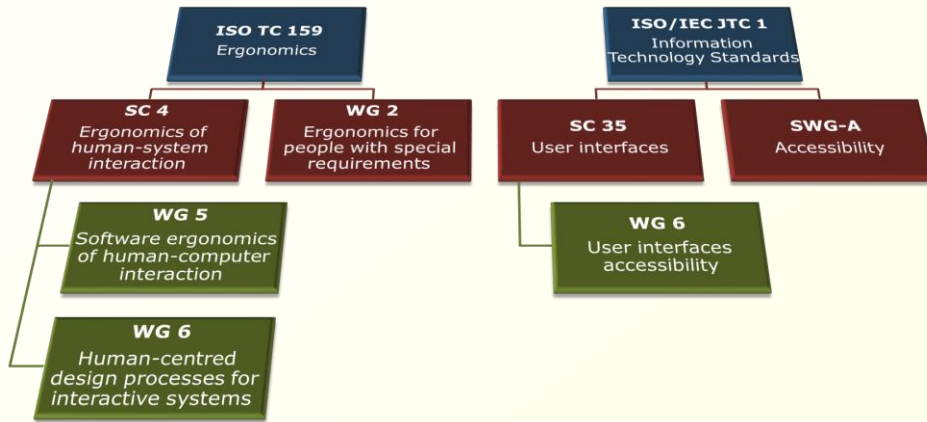 ISO TC 159
Ergonomics
ISO/IEC JTC 1
Information
Technology Standards
SC 4
Ergonomics of
human-system
interaction
WG 2
Ergonomics for
people with special
requirements
SC 35
User interfaces
SWG-A
Accessibility
WG 5
Software ergonomics
of human-computer
interaction
WG 6
User interfaces
accessibility
WG 6
Human-centred
design processes for
interactive systems